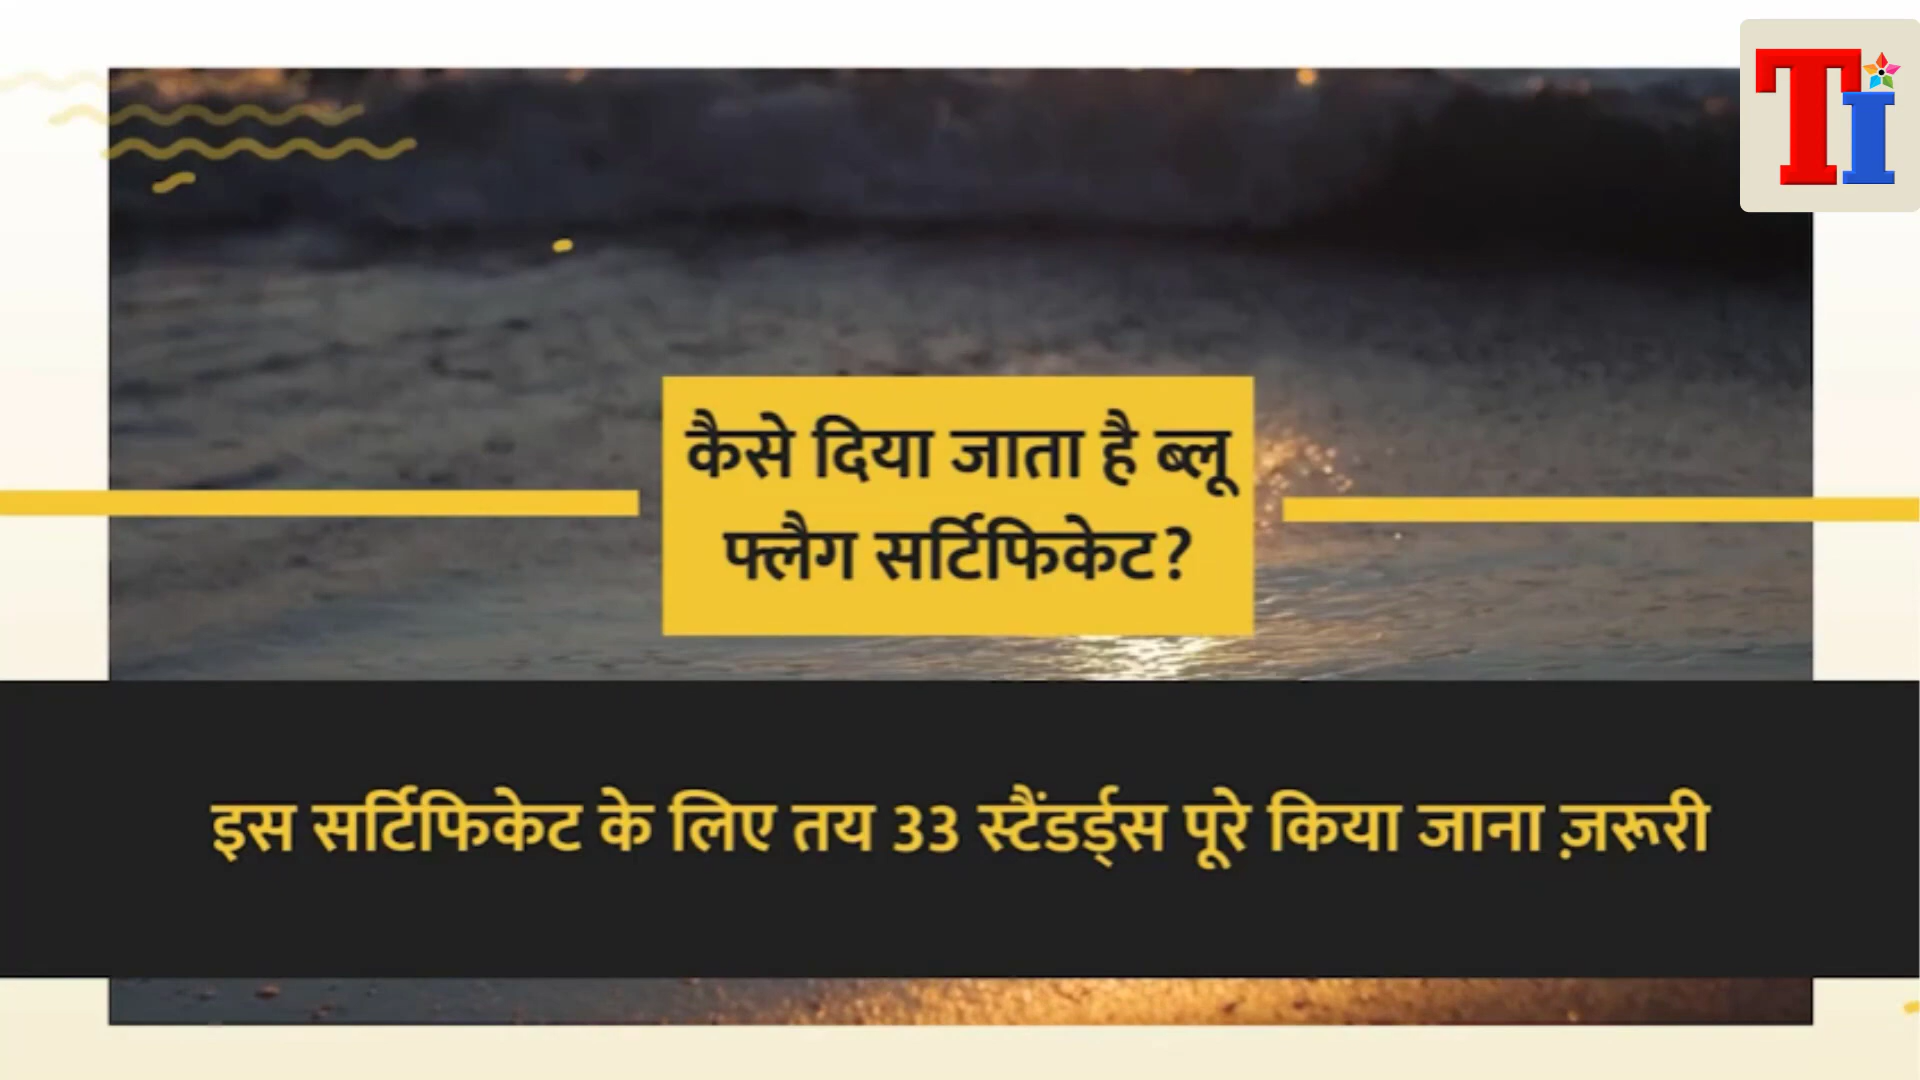 Ti
कैसे दिया जाता है ब्लू
फ्लैग सर्टिफिकेट?
इस सर्टिफिकेट के लिए तय 33 स्टैंडर्ड्स पूरे किया जाना ज़रूरी